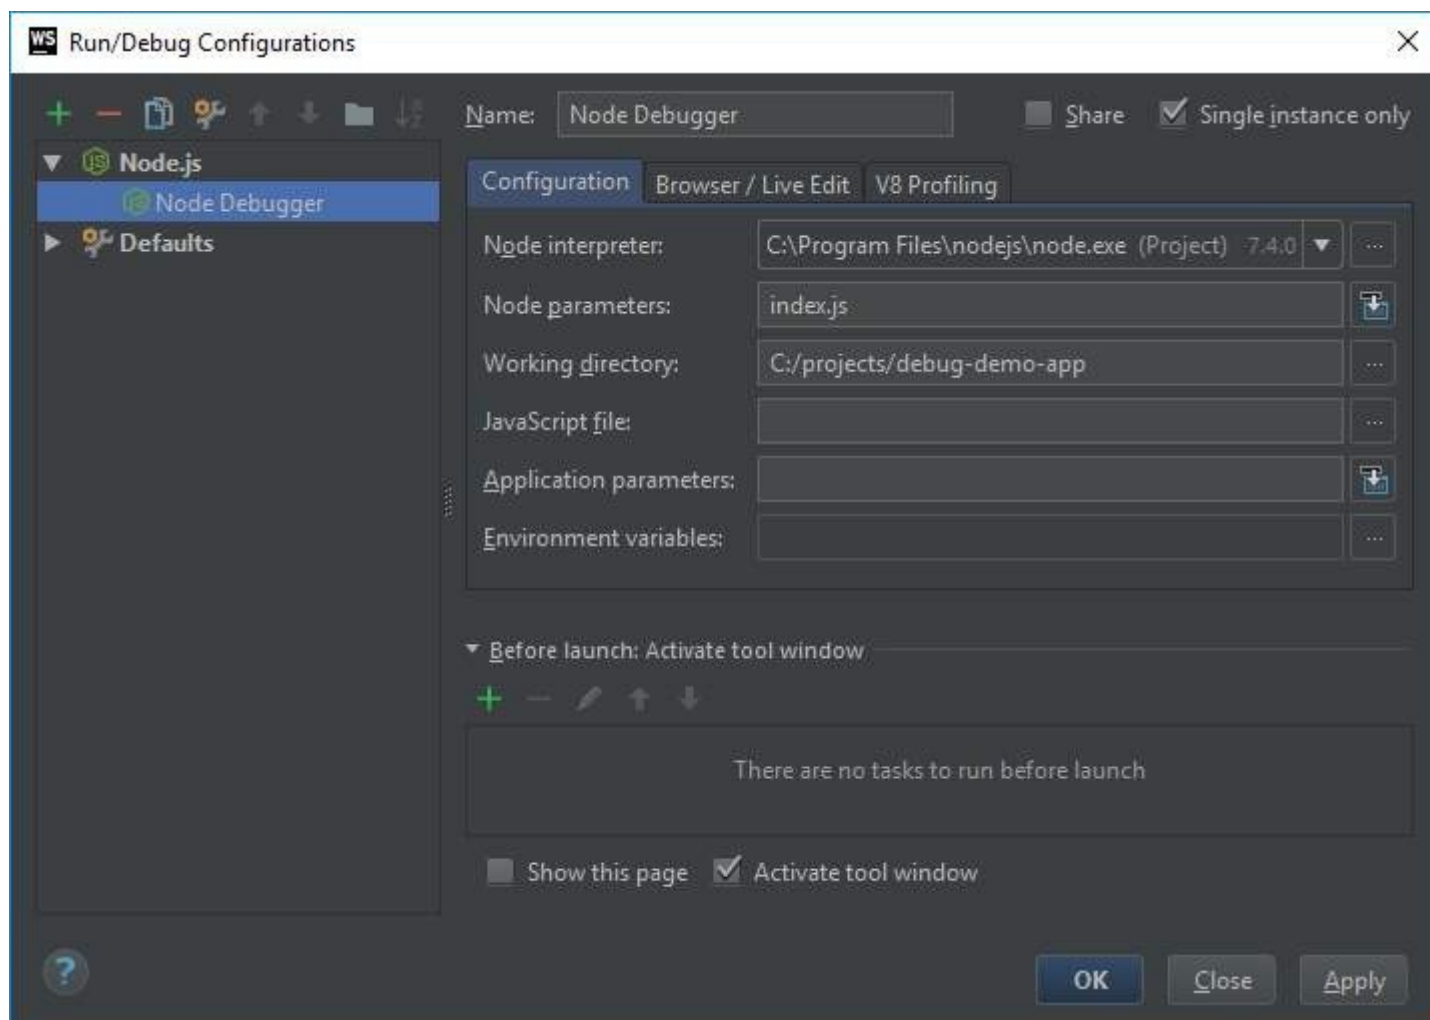 WS Run/Debug Configurations
Name: Node Debugger Share Single instance only
Node.js
Node Debugger
Defaults
Configuration Browser / Live Edit V8 Profiling
Node interpreter: C:\Program Files\nodejs\node.exe (Project) 7.4.0 ...
Node parameters: index.js
Working directory: C:/projects/debug-demo-app ...
JavaScript file: ...
Application parameters:
Environment variables: ...
Before launch: Activate tool window
There are no tasks to run before launch
Show this page Activate tool window
? OK Close Apply